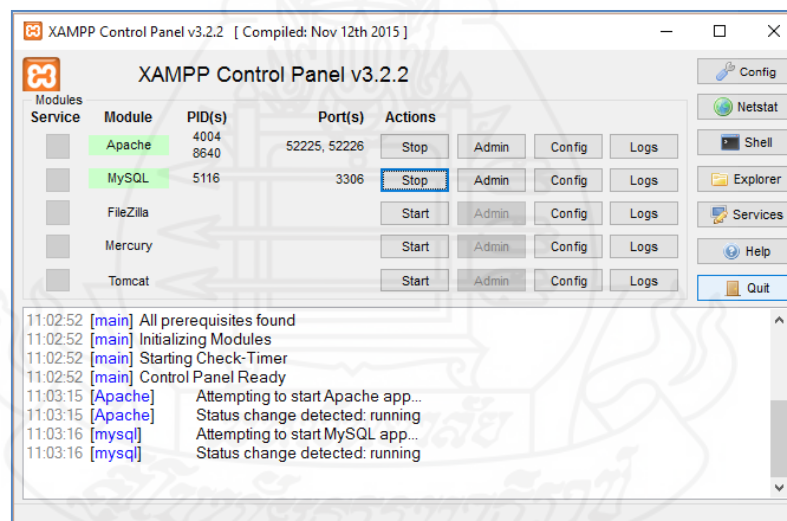 XAMPP Control Panel v3.2.2 [ Compiled: Nov 12th 2015 ]
XAMPP Control Panel v3.2.2
Config
Modules
Service Module PID(s) Port(s) Actions
Netstat
Apache 4004 8640 52225, 52226 Stop Admin Config Logs
Shell
MySQL 5116 3306 Stop Admin Config Logs
Explorer
FileZilla Start Admin Config Logs
Services
Mercury Start Admin Config Logs
Help
Tomcat Start Admin Config Logs
Quit
11:02:52 [main] All prerequisites found
11:02:52 [main] Initializing Modules
11:02:52 [main] Starting Check-Timer
11:02:52 [main] Control Panel Ready
11:03:15 [Apache] Attempting to start Apache app...
11:03:15 [Apache] Status change detected: running
11:03:16 [mysql] Attempting to start MySQL app...
11:03:16 [mysql] Status change detected: running